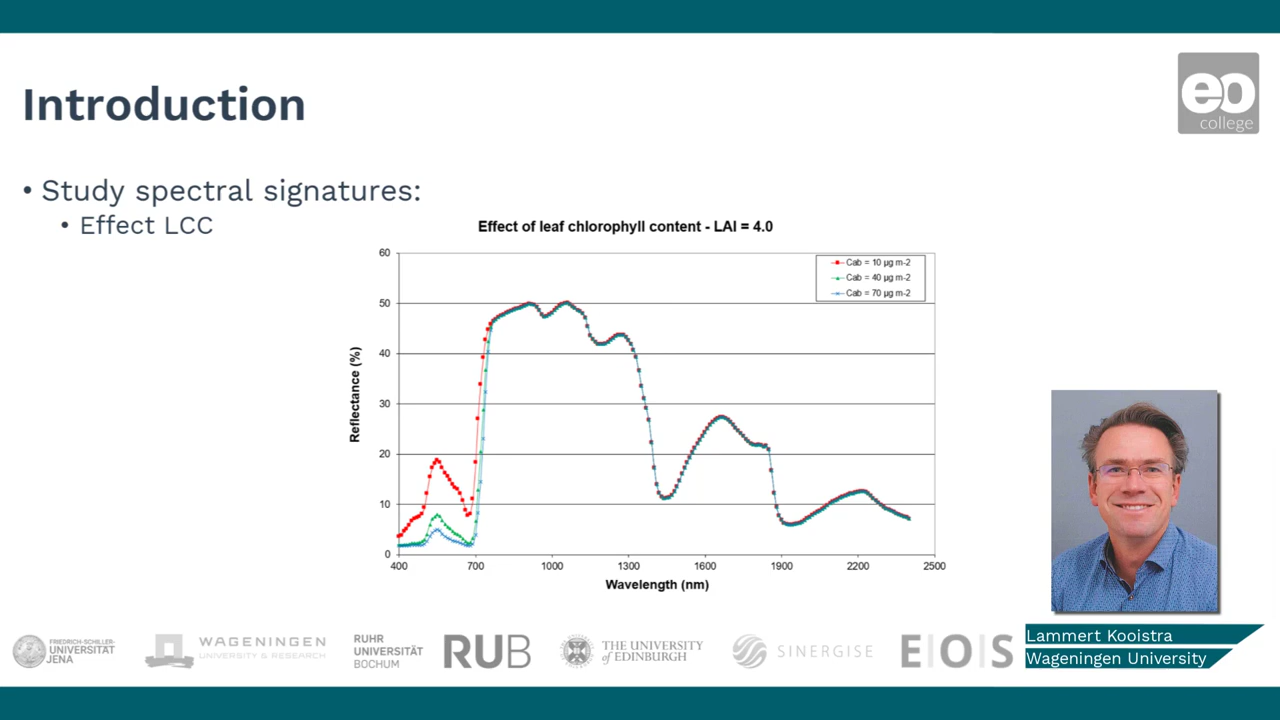 Introduction
eo
college
• Study spectral signatures:
• Effect LCC
Effect of leaf chlorophyll content - LAI = 4.0
Cab = 10 µg m-2
Cab = 40 µg m-2
Cab = 70 µg m-2
60
50
40
30
20
10
0
Reflectance (%)
400 700 1000 1300 1600 1900 2200 2500
Wavelength (nm)
Lammert Kooistra
Wageningen University
FRIEDRICH-SCHILLER-
UNIVERSITÄT
JENA
WAGENINGEN
UNIVERSITY & RESEARCH
RUHR
UNIVERSITÄT
BOCHUM
RUB
THE UNIVERSITY
of EDINBURGH
SINERGISE
E|O|S